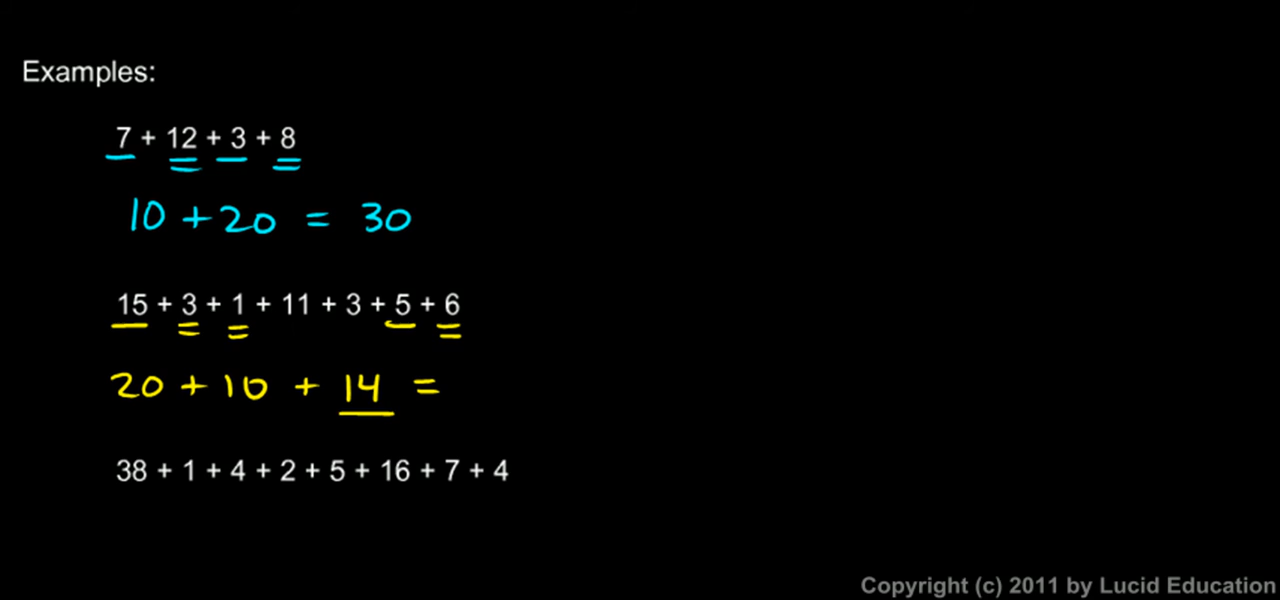 Examples:
7 + 12 + 3 + 8
10 + 20 = 30
15 + 3 + 1 + 11 + 3 + 5 + 6
20 + 10 + 14 =
38 + 1 + 4 + 2 + 5 + 16 + 7 + 4
Copyright (c) 2011 by Lucid Education